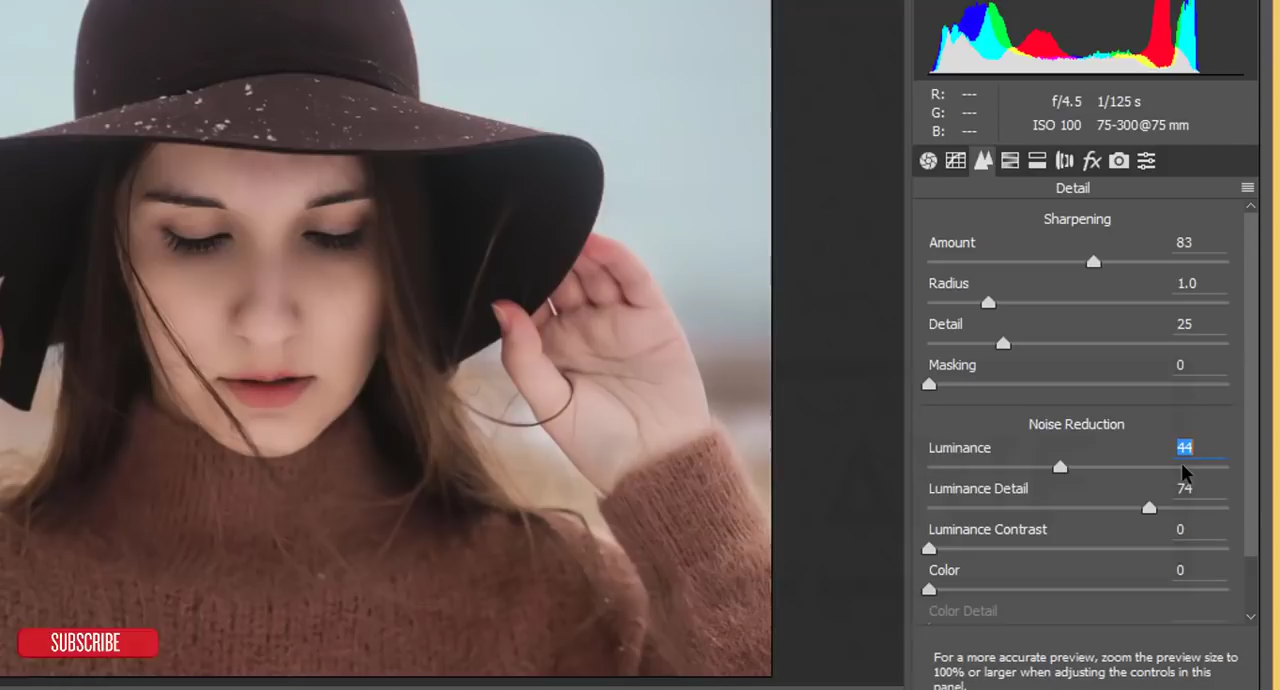 R: ---
G: ---
B: ---
f/4.5 1/125 s
ISO 100 75-300@75 mm
fx
Detail
Sharpening
Amount 83
Radius 1.0
Detail 25
Masking 0
Noise Reduction
Luminance 44
Luminance Detail 74
Luminance Contrast 0
Color 0
Color Detail
For a more accurate preview, zoom the preview size to
100% or larger when adjusting the controls in this
panel.
SUBSCRIBE